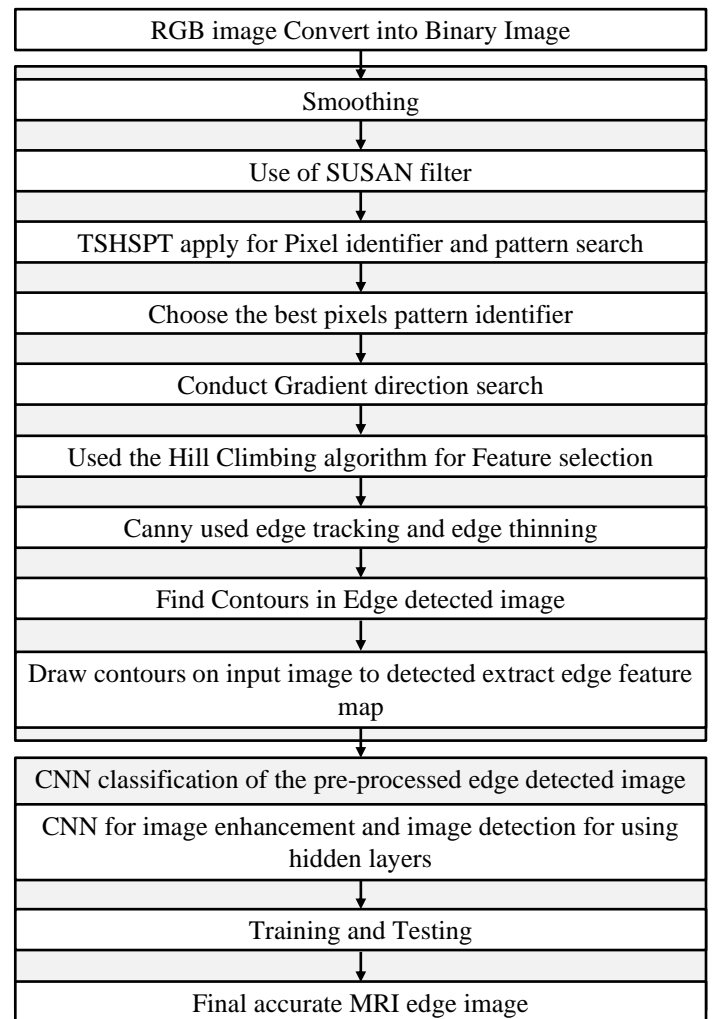 RGB image Convert into Binary Image
Smoothing
Use of SUSAN filter
TSHSPT apply for Pixel identifier and pattern search
Choose the best pixels pattern identifier
Conduct Gradient direction search
Used the Hill Climbing algorithm for Feature selection
Canny used edge tracking and edge thinning
Find Contours in Edge detected image
Draw contours on input image to detected extract edge feature
map
CNN classification of the pre-processed edge detected image
CNN for image enhancement and image detection for using
hidden layers
Training and Testing
Final accurate MRI edge image